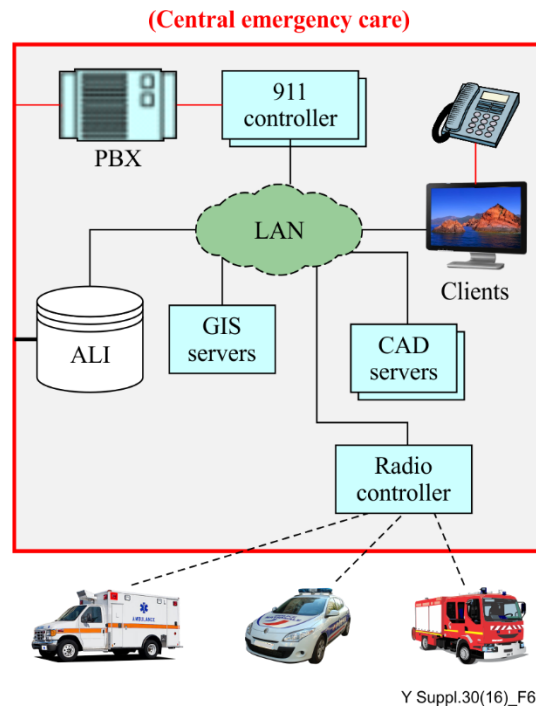 (Central emergency care)
911
controller
PBX
LAN
Clients
ALI
GIS
servers
CAD
servers
Radio
controller
AMBULANCE
Y Suppl.30(16)_F6